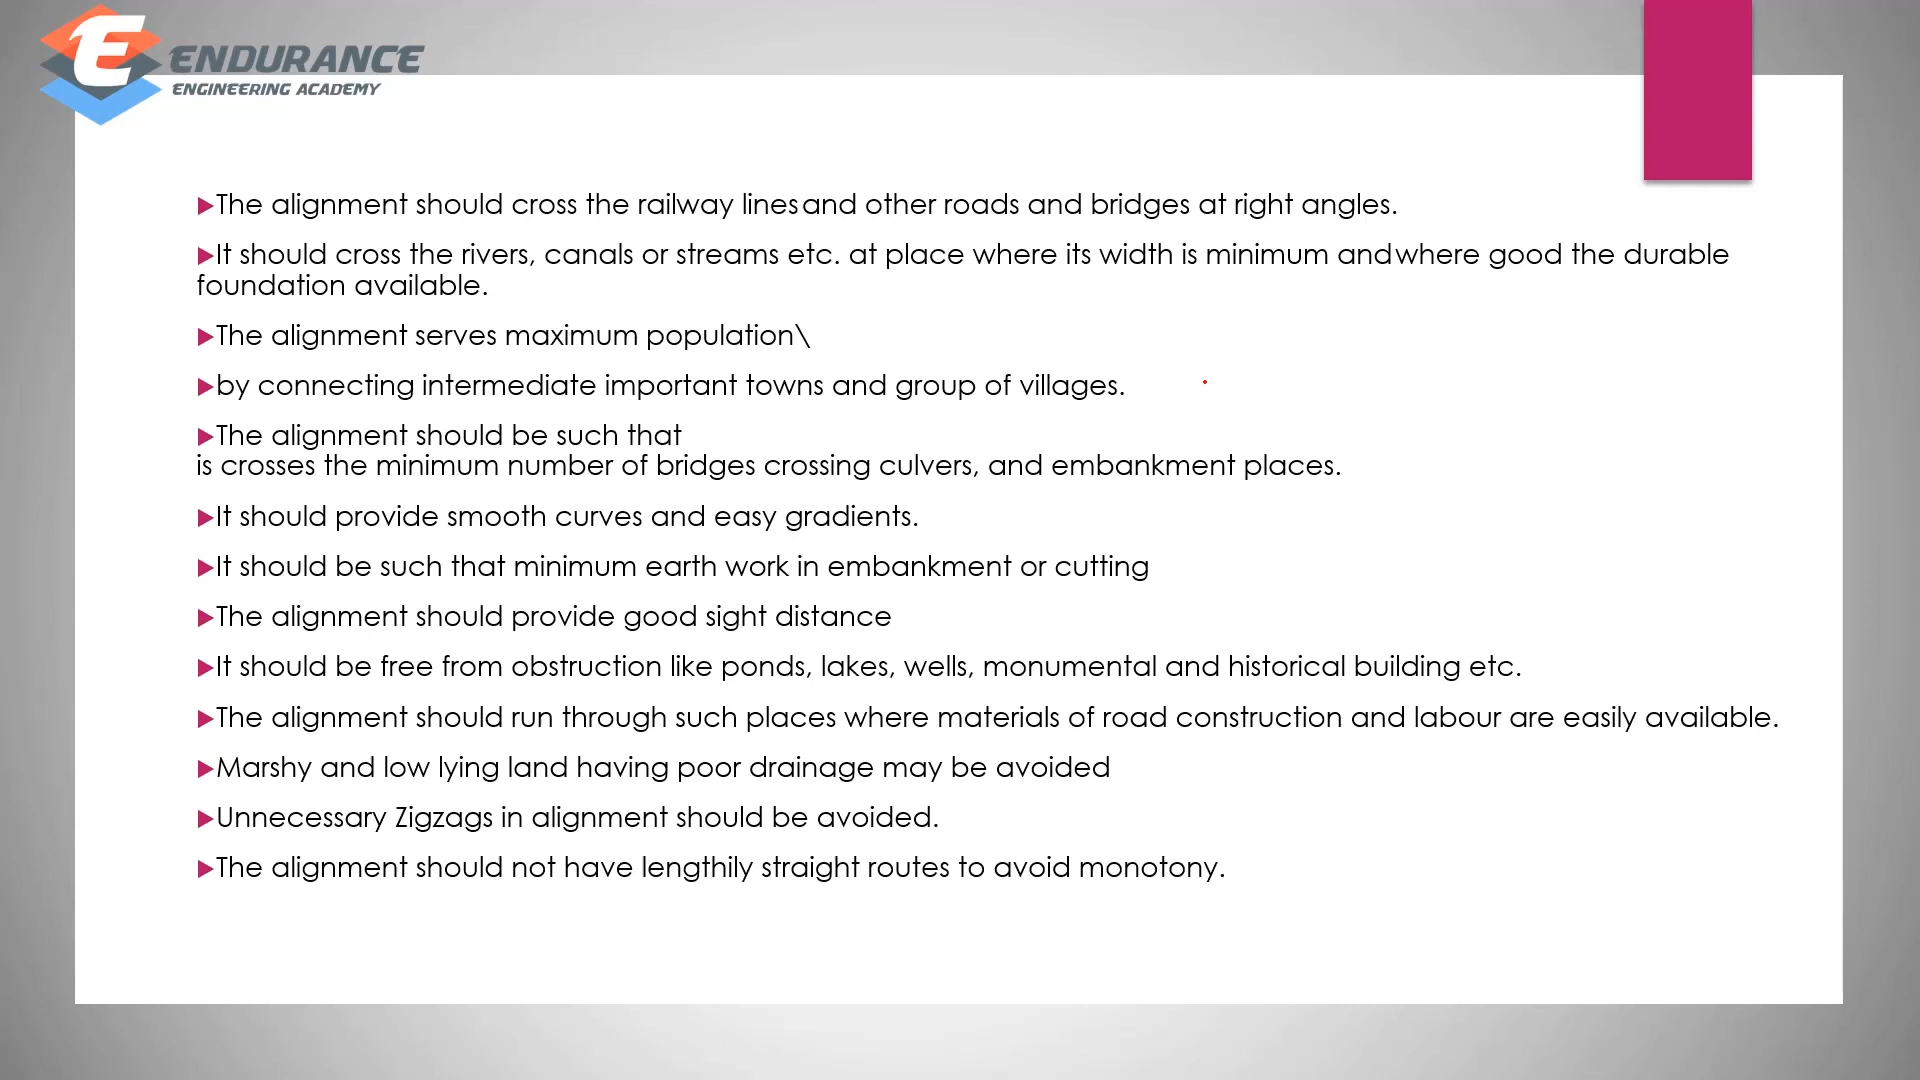 E ENDURANCE
ENGINEERING ACADEMY
The alignment should cross the railway lines and other roads and bridges at right angles.
It should cross the rivers, canals or streams etc. at place where its width is minimum and where good the durable
foundation available.
The alignment serves maximum population\
by connecting intermediate important towns and group of villages.
The alignment should be such that
is crosses the minimum number of bridges crossing culvers, and embankment places.
It should provide smooth curves and easy gradients.
It should be such that minimum earth work in embankment or cutting
The alignment should provide good sight distance
It should be free from obstruction like ponds, lakes, wells, monumental and historical building etc.
The alignment should run through such places where materials of road construction and labour are easily available.
Marshy and low lying land having poor drainage may be avoided
Unnecessary Zigzags in alignment should be avoided.
The alignment should not have lengthily straight routes to avoid monotony.